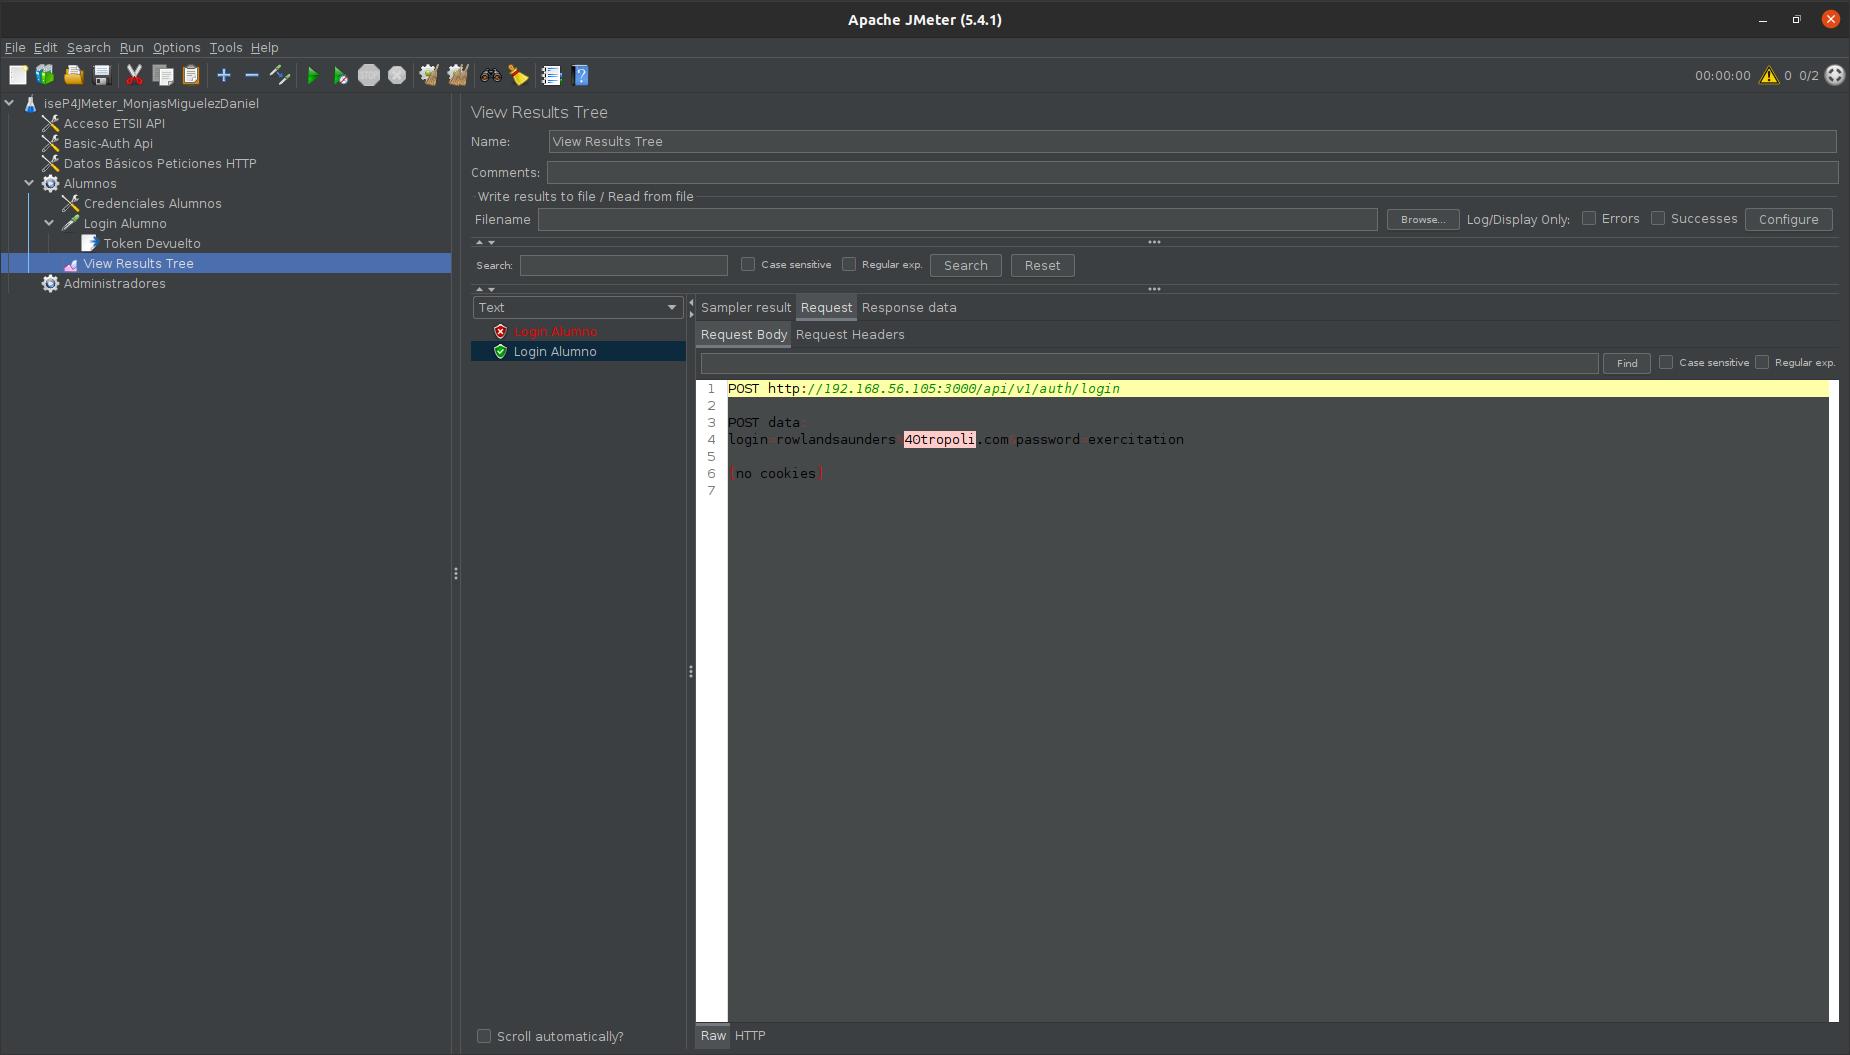 Apache JMeter (5.4.1)
File Edit Search Run Options Tools Help
00:00:00 0 0/2
iseP4JMeter_MonjasMiguelezDaniel
Acceso ETSII API
Basic-Auth Api
Datos Básicos Peticiones HTTP
Alumnos
Credenciales Alumnos
Login Alumno
Token Devuelto
View Results Tree
Administradores
View Results Tree
Name: View Results Tree
Comments:
Write results to file / Read from file
Filename Browse... Log/Display Only: Errors Successes Configure
Search: Case sensitive Regular exp. Search Reset
Text
Login Alumno
Login Alumno
Scroll automatically?
Sampler result Request Response data
Request Body Request Headers
Find Case sensitive Regular exp.
1 POST http://192.168.56.105:3000/api/v1/auth/login
2
3 POST data:
4 login=rowlandsaunders%40tropoli.com&password=exercitation
5
6 [no cookies]
7
Raw HTTP